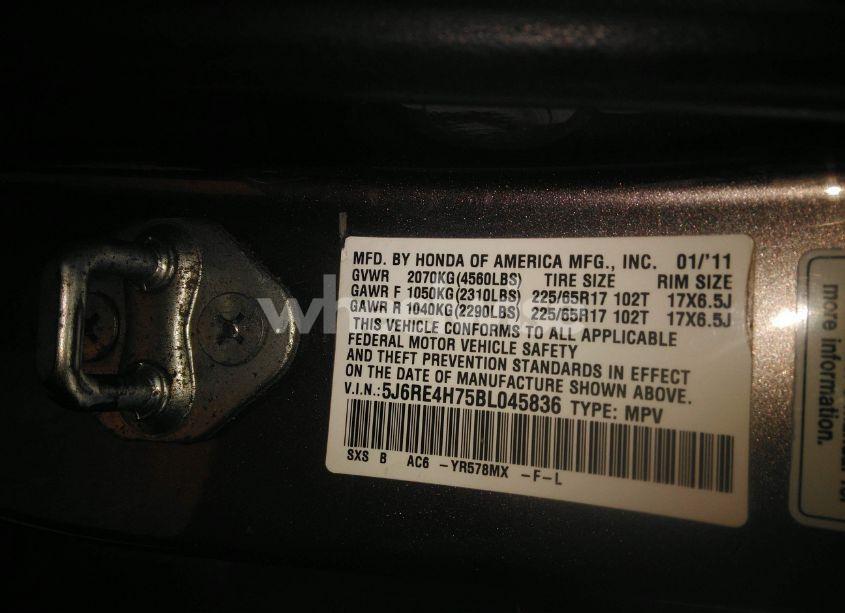 MFD. BY HONDA OF AMERICA MFG., INC. 01/'11
GVWR 2070KG(4560LBS) TIRE SIZE RIM SIZE
GAWR F 1050KG(2310LBS) 225/65R17 102T 17X6.5J
GAWR R 1040KG(2290LBS) 225/65R17 102T 17X6.5J
THIS VEHICLE CONFORMS TO ALL APPLICABLE
FEDERAL MOTOR VEHICLE SAFETY
AND THEFT PREVENTION STANDARDS IN EFFECT
ON THE DATE OF MANUFACTURE SHOWN ABOVE.
V.I.N.: 5J6RE4H75BL045836 TYPE: MPV
SXS B AC6 -YR578MX -F-L
more information.